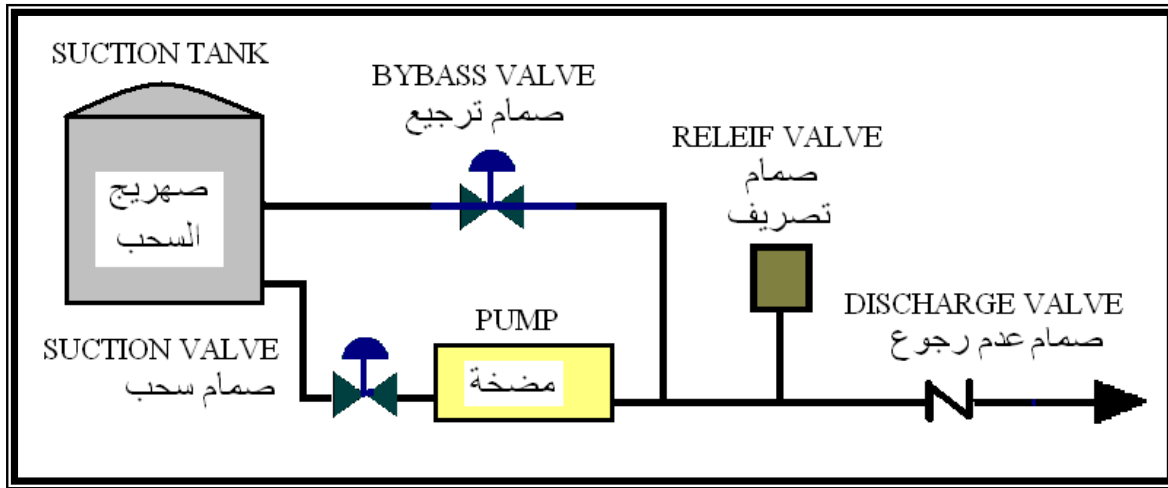 SUCTION TANK
صهريج
السحب
BYBASS VALVE
صمام ترجيع
RELEIF VALVE
صمام
تصريف
DISCHARGE VALVE
صمام عدم رجوع
SUCTION VALVE
صمام سحب
PUMP
مضخة